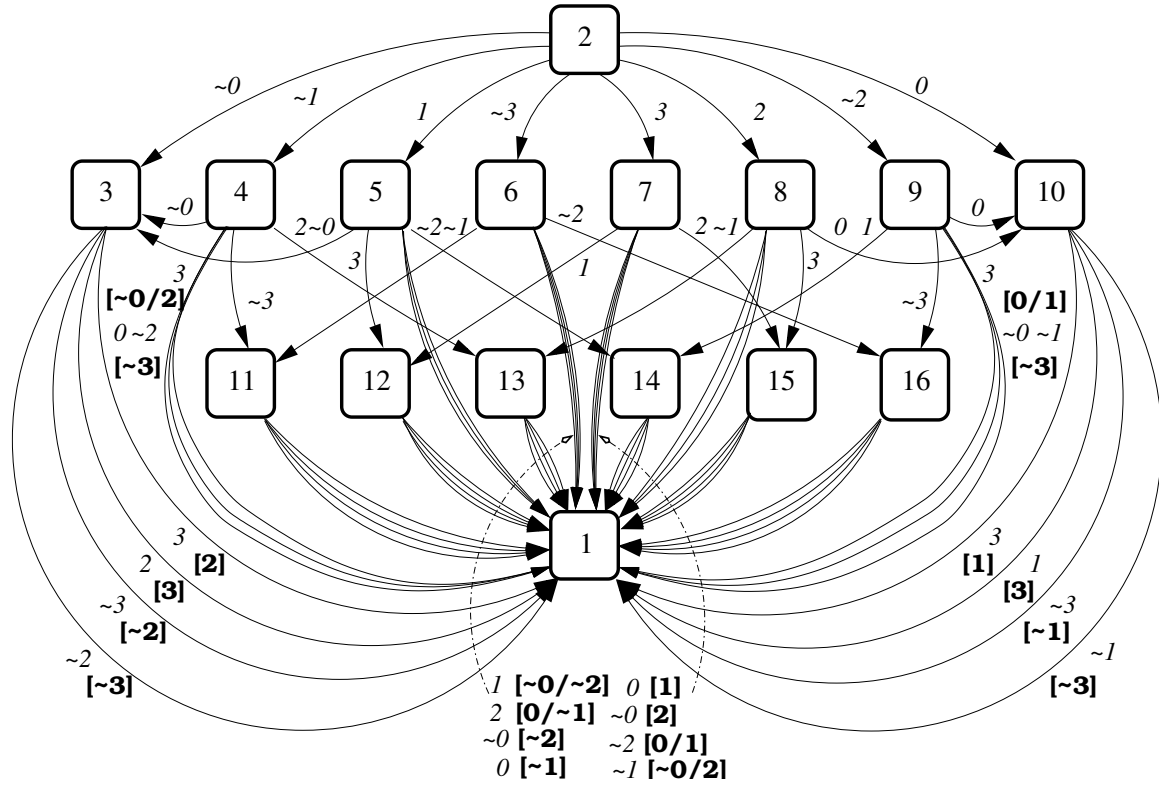 2
~0 ~1 1 ~3 3 2 ~2 0
3 4 5 6 7 8 9 10
~0 2~0 ~2~1 ~2 2 ~1 0 1 0
3 3 1 3 3
[~0/2] ~3 ~3 [0/1]
0 ~2 ~0 ~1
[~3] [~3]
11 12 13 14 15 16
1
3 [2] 3 [1]
2 [3] 1 [3]
~3 [~2] ~3 [~1]
~2 [~3] ~1 [~3]
1 [~0/~2] 0 [1]
2 [0/~1] ~0 [2]
~0 [~2] ~2 [0/1]
0 [~1] ~1 [~0/2]